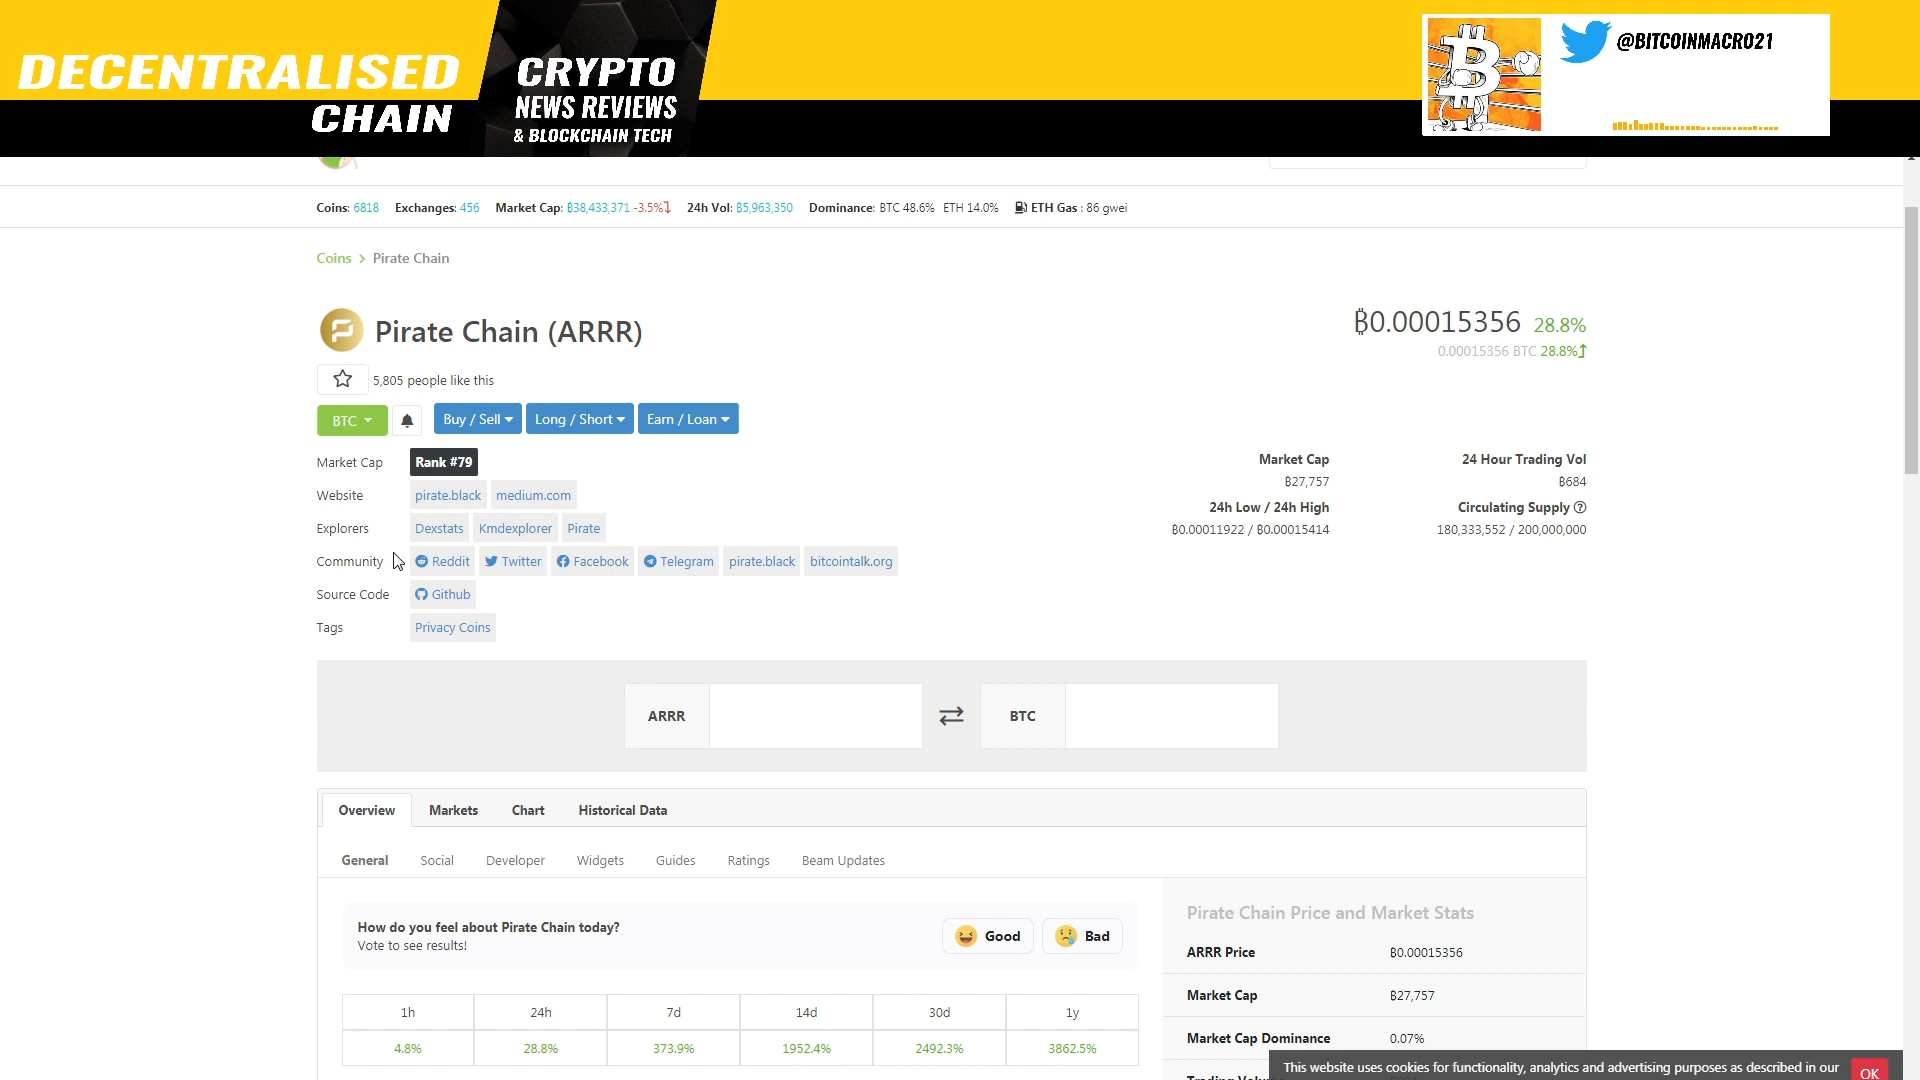 DECENTRALISED
CHAIN
CRYPTO
NEWS REVIEWS
& BLOCKCHAIN TECH
@BITCOINMACRO21
Coins: 6818 Exchanges: 456 Market Cap: ₿38,433,371 -3.5% 24h Vol: ₿5,963,350 Dominance: BTC 48.6% ETH 14.0% ETH Gas : 86 gwei
Coins > Pirate Chain
Pirate Chain (ARRR)
₿0.00015356 28.8%
0.00015356 BTC 28.8%
5,805 people like this
BTC Buy / Sell Long / Short Earn / Loan
Market Cap Rank #79
Website pirate.black medium.com
Explorers Dexstats Kmdexplorer Pirate
Community Reddit Twitter Facebook Telegram pirate.black bitcointalk.org
Source Code Github
Tags Privacy Coins
Market Cap 24 Hour Trading Vol
₿27,757 ₿684
24h Low / 24h High Circulating Supply
₿0.00011922 / ₿0.00015414 180,333,552 / 200,000,000
ARRR BTC
Overview Markets Chart Historical Data
General Social Developer Widgets Guides Ratings Beam Updates
How do you feel about Pirate Chain today?
Vote to see results!
Good Bad
1h 24h 7d 14d 30d 1y
4.8% 28.8% 373.9% 1952.4% 2492.3% 3862.5%
Pirate Chain Price and Market Stats
ARRR Price ₿0.00015356
Market Cap ₿27,757
Market Cap Dominance 0.07%
This website uses cookies for functionality, analytics and advertising purposes as described in our
OK